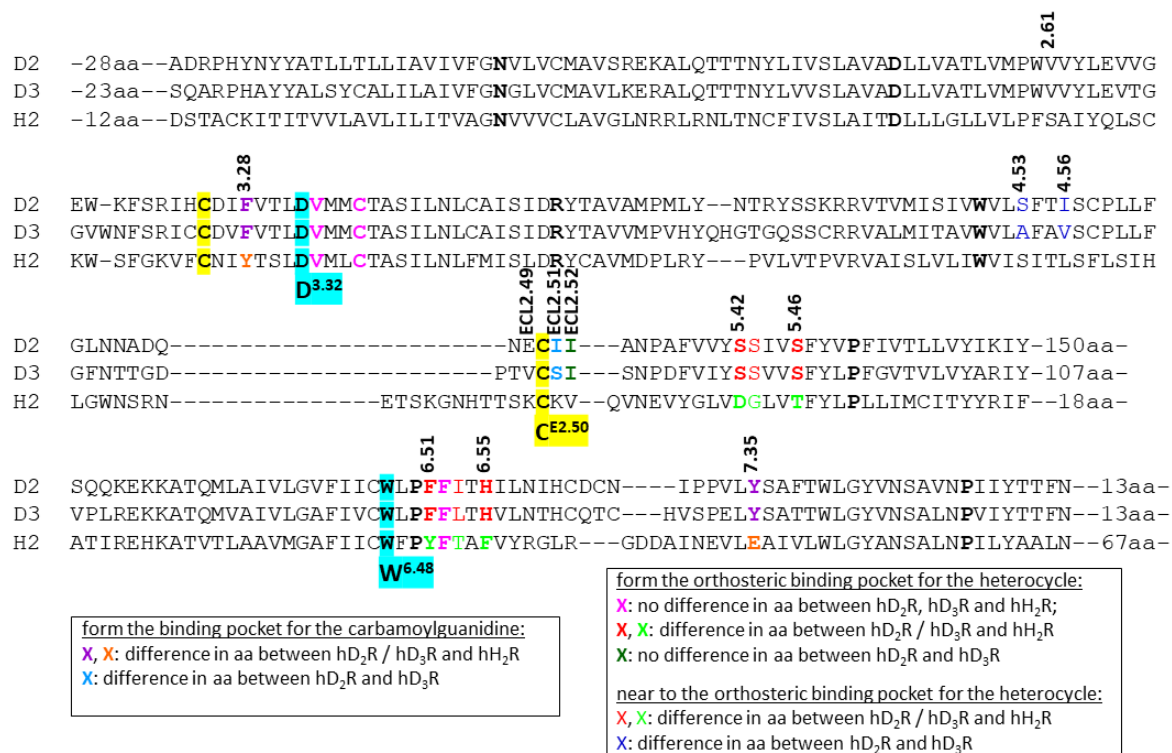 2.61
D2 -28aa--ADRPHYNYYATLLTLLIAVIVFGNVLVCMAVSREKALQTTTNYLIVSLAVADLLVATLVMPWVVYLEVVG
D3 -23aa--SQARPHAYYALSYCALILAIVFGNGLVCMAVLKERALQTTTNYLVVSLAVADLLVATLVMPWVVYLEVTG
H2 -12aa--DSTACKITITVVLAVLILITVAGNVVVCLAVGLNRRLRNLTNCFIVSLAITDLLLGLLVLPFSAIYQLSC
3.28 4.53 4.56
D2 EW-KFSRIHCDIFVTLDVMMCTASILNLCAISIDRYTAVAMPMLY--NTRYSSKRRVTVMISIVWVLSFTISCPLLF
D3 GVWNFSRICCDVFVTLDVMMCTASILNLCAISIDRYTAVVMPVHYQHGTGQSSCRRVALMITAVWVLAFAVSCPLLF
H2 KW-SFGKVFCNIYTSLDVMLCTASILNLFMISLDRYCAVMDPLRY--PVLVTPVRVAISLVLIWVISITLSFLSIH
D3.32
ECL2.49 ECL2.51 ECL2.52 5.42 5.46
D2 GLNNADQ--------------------NECII---ANPAFVVYSSIVSFYVPFIVTLLVYIKIY-150aa-
D3 GFNTTGD-------------------PTVCSI---SNPDFVIYSSVVSFYLPFGVTVLVYARIY-107aa-
H2 LGWNSRN------------ETSKGNHTTSKCKV--QVNEVYGLVDGLVTFYLPLLIMCITYYRIF--18aa-
CE2.50
6.51 6.55 7.35
D2 SQQKEKKATQMLAIVLGVFIICWLPFFITHILNIHCDCN----IPPVLYSAFTWLGYVNSAVNPIIYTTFN--13aa--
D3 VPLREKKATQMVAIVLGAFIVCWLPFFLTHVLNTHCQTC---HVSPELYSATTWLGYVNSALNPVIYTTFN--13aa--
H2 ATIREHKATVTLAAVMGAFIICWFPYFTAFVYRGLR---GDDAINEVLEAIVLWLGYANSALNPILYAALN--67aa--
W6.48
form the binding pocket for the carbamoylguanidine:
X, X: difference in aa between hD2R / hD3R and hH2R
X: difference in aa between hD2R and hD3R
form the orthosteric binding pocket for the heterocycle:
X: no difference in aa between hD2R, hD3R and hH2R;
X, X: difference in aa between hD2R / hD3R and hH2R
X: no difference in aa between hD2R and hD3R
near to the orthosteric binding pocket for the heterocycle:
X, X: difference in aa between hD2R / hD3R and hH2R
X: difference in aa between hD2R and hD3R